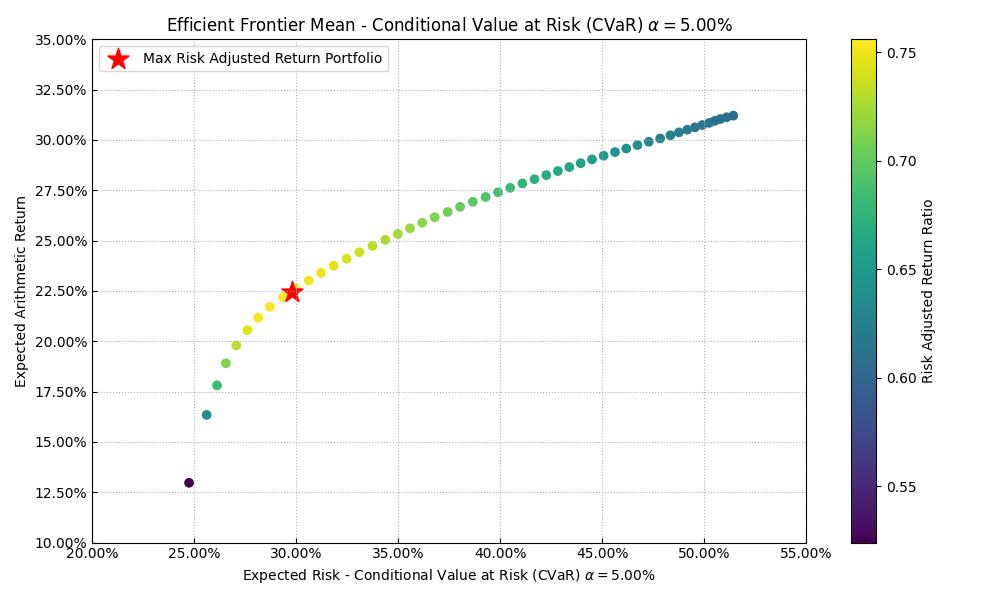 Efficient Frontier Mean - Conditional Value at Risk (CVaR) α = 5.00%
Max Risk Adjusted Return Portfolio
Expected Arithmetic Return
35.00%
32.50%
30.00%
27.50%
25.00%
22.50%
20.00%
17.50%
15.00%
12.50%
10.00%
20.00% 25.00% 30.00% 35.00% 40.00% 45.00% 50.00% 55.00%
Expected Risk - Conditional Value at Risk (CVaR) α = 5.00%
0.75
0.70
0.65
0.60
0.55
Risk Adjusted Return Ratio